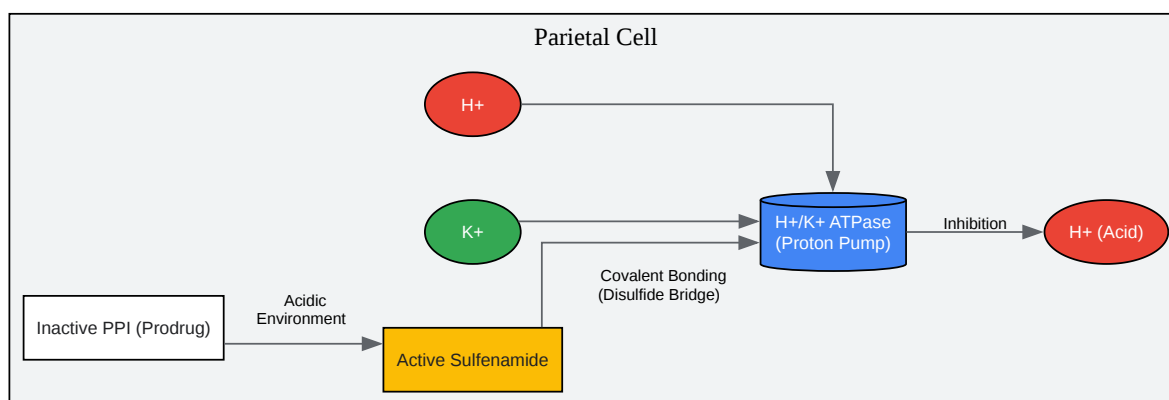 Parietal Cell
H+
K+
H+/K+ ATPase
(Proton Pump)
Inhibition
H+ (Acid)
Covalent Bonding
(Disulfide Bridge)
Acidic
Environment
Inactive PPI (Prodrug)
Active Sulfenamide